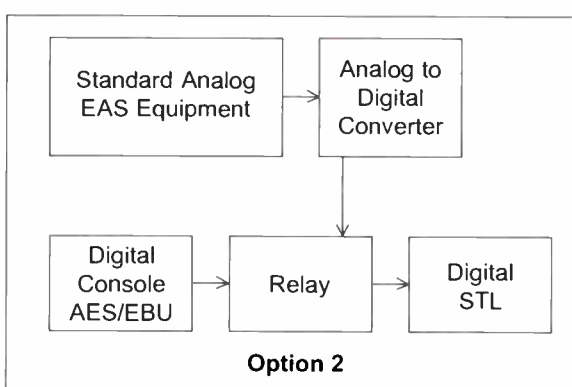 Standard Analog
EAS Equipment
Analog to
Digital
Converter
Digital
Console
AES/EBU
Relay
Digital
STL
Option 2